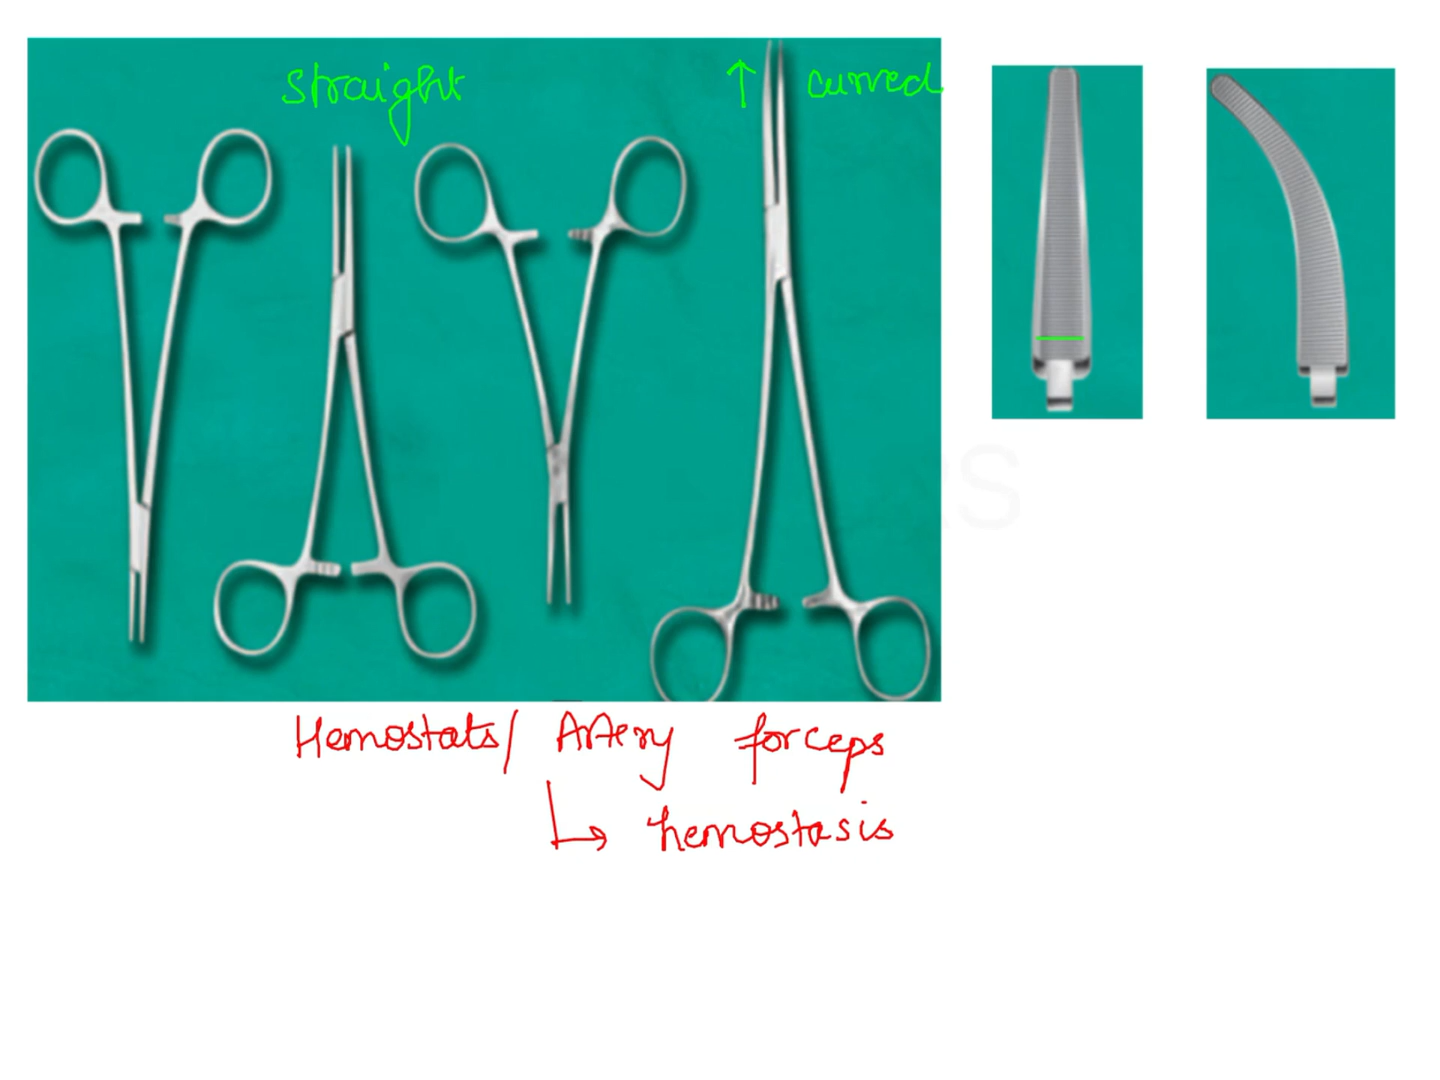 straight ↑ curved
Hemostats/ Artery forceps
↳ hemostasis